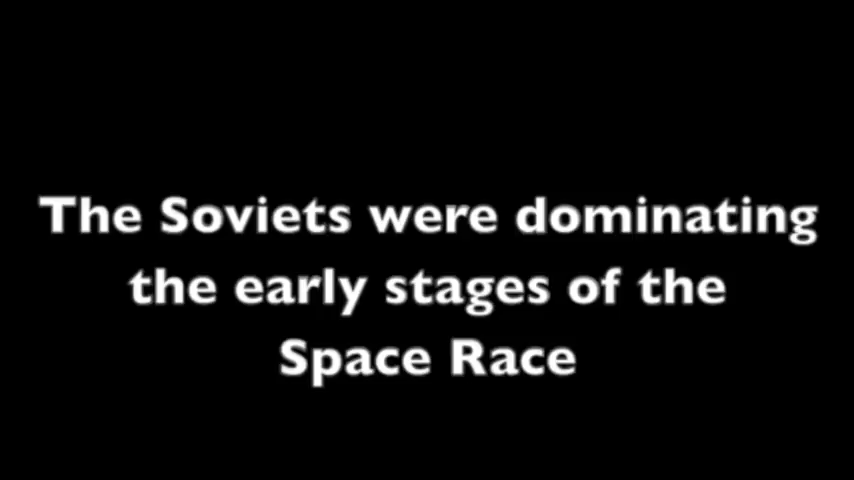 The Soviets were dominating
the early stages of the
Space Race